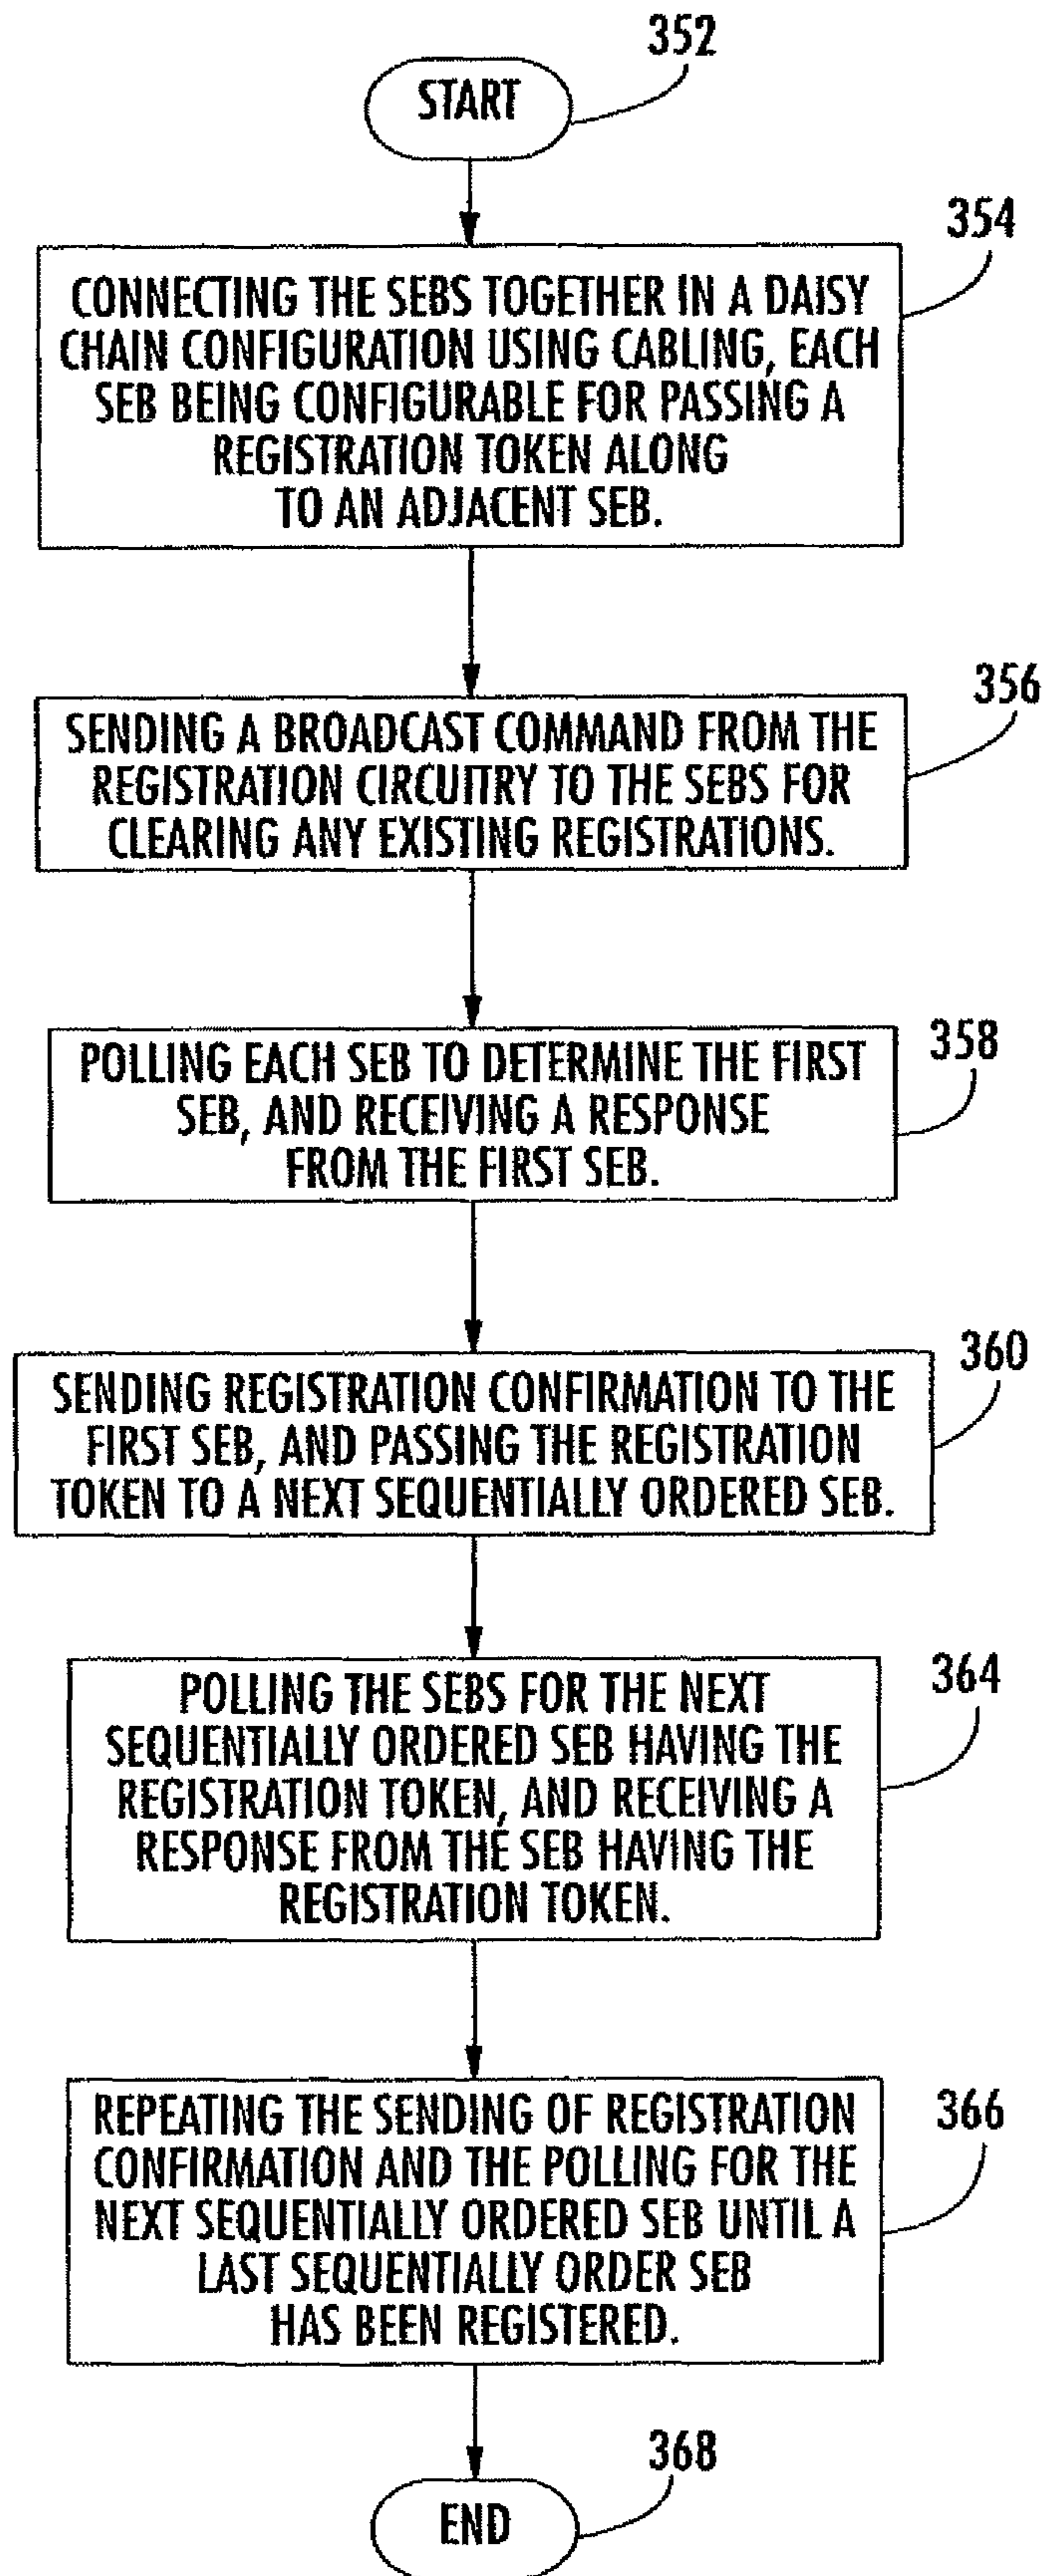 352
START
354
CONNECTING THE SEBS TOGETHER IN A DAISY
CHAIN CONFIGURATION USING CABLING, EACH
SEB BEING CONFIGURABLE FOR PASSING A
REGISTRATION TOKEN ALONG
TO AN ADJACENT SEB.
356
SENDING A BROADCAST COMMAND FROM THE
REGISTRATION CIRCUITRY TO THE SEBS FOR
CLEARING ANY EXISTING REGISTRATIONS.
358
POLLING EACH SEB TO DETERMINE THE FIRST
SEB, AND RECEIVING A RESPONSE
FROM THE FIRST SEB.
360
SENDING REGISTRATION CONFIRMATION TO THE
FIRST SEB, AND PASSING THE REGISTRATION
TOKEN TO A NEXT SEQUENTIALLY ORDERED SEB.
364
POLLING THE SEBS FOR THE NEXT
SEQUENTIALLY ORDERED SEB HAVING THE
REGISTRATION TOKEN, AND RECEIVING A
RESPONSE FROM THE SEB HAVING THE
REGISTRATION TOKEN.
366
REPEATING THE SENDING OF REGISTRATION
CONFIRMATION AND THE POLLING FOR THE
NEXT SEQUENTIALLY ORDERED SEB UNTIL A
LAST SEQUENTIALLY ORDER SEB
HAS BEEN REGISTERED.
368
END